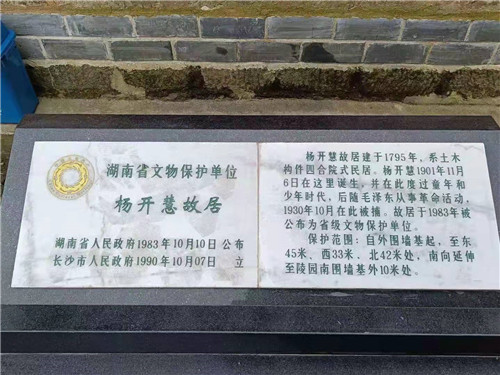 湖南省文物保护单位
杨开慧故居
湖南省人民政府1983年10月10日公布
长沙市人民政府1990年10月07日 立
杨开慧故居建于1795年，系土木
构件四合院式民居。杨开慧1901年11月
6日在这里诞生，并在此度过童年和
少年时代，后随毛泽东从事革命活动，
1930年10月在此被捕。故居于1983年被
公布为省级文物保护单位。
保护范围：自外围墙基起，至东
45米、西33米、北42米处，南向延伸
至陵园南围墙基外10米处。